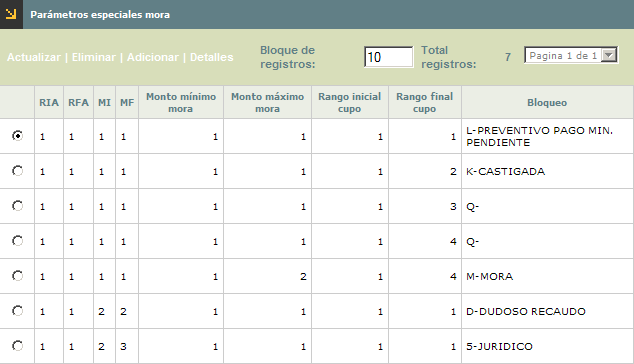 Parámetros especiales mora
Actualizar | Eliminar | Adicionar | Detalles
Bloque de registros: 10 Total registros: 7 Pagina 1 de 1
RIA RFA MI MF Monto mínimo mora Monto máximo mora Rango inicial cupo Rango final cupo Bloqueo
1 1 1 1 1 1 1 1 L-PREVENTIVO PAGO MIN. PENDIENTE
1 1 1 1 1 1 1 2 K-CASTIGADA
1 1 1 1 1 1 1 3 Q-
1 1 1 1 1 1 1 4 Q-
1 1 1 1 1 2 1 4 M-MORA
1 1 2 2 1 1 1 1 D-DUDOSO RECAUDO
1 1 2 3 1 1 1 1 5-JURIDICO